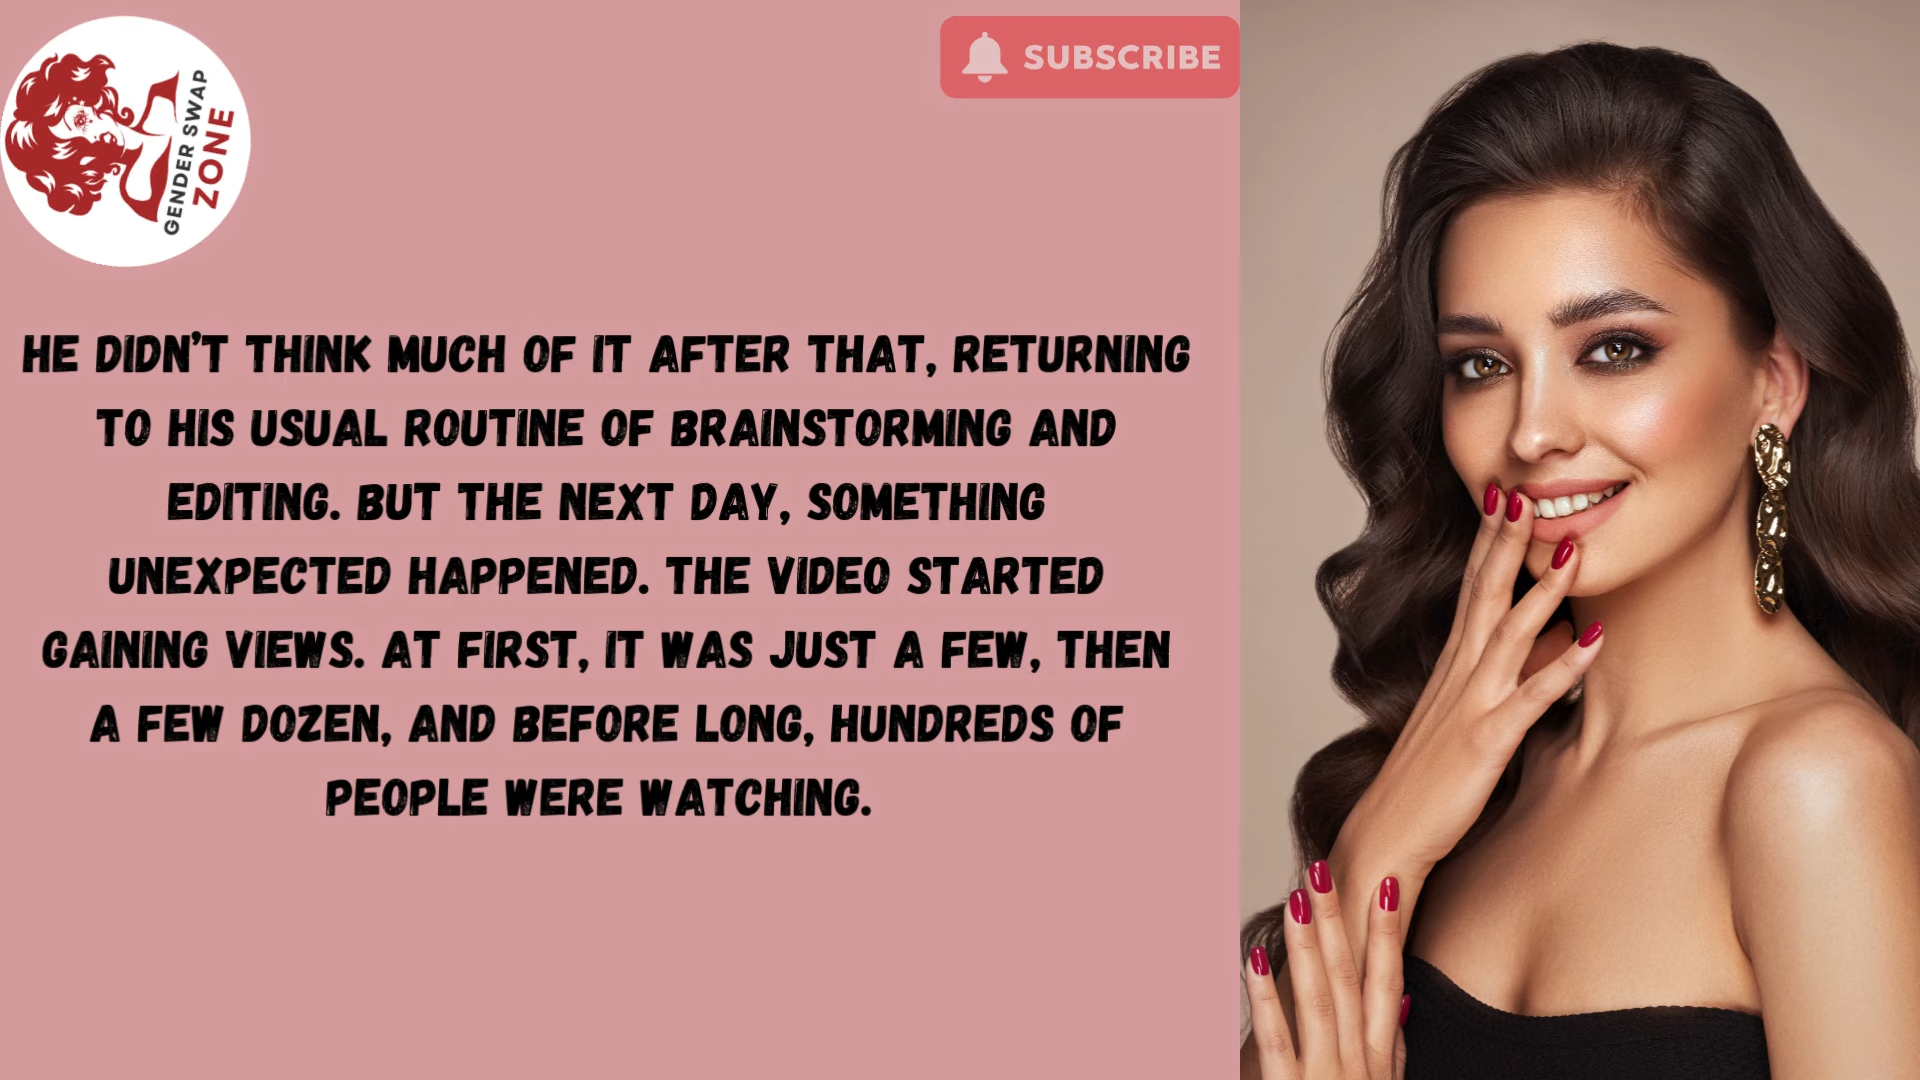 GENDER SWAP
ZONE
SUBSCRIBE
HE DIDN'T THINK MUCH OF IT AFTER THAT, RETURNING
TO HIS USUAL ROUTINE OF BRAINSTORMING AND
EDITING. BUT THE NEXT DAY, SOMETHING
UNEXPECTED HAPPENED. THE VIDEO STARTED
GAINING VIEWS. AT FIRST, IT WAS JUST A FEW, THEN
A FEW DOZEN, AND BEFORE LONG, HUNDREDS OF
PEOPLE WERE WATCHING.